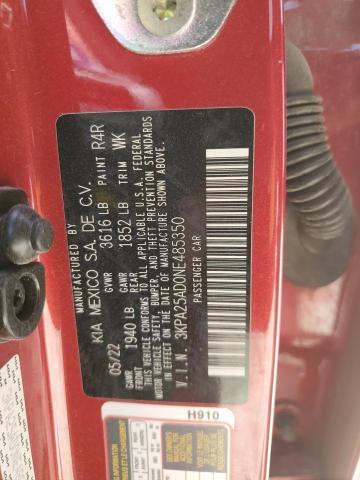 MANUFACTURED BY
KIA MEXICO S.A. DE C.V.
05/22 3616 LB PAINT R4R
GAWR FRONT 1940 LB GAWR REAR 1852 LB TRIM WK
THIS VEHICLE CONFORMS TO ALL APPLICABLE U.S.A. FEDERAL
MOTOR VEHICLE SAFETY, BUMPER, AND THEFT PREVENTION STANDARDS
IN EFFECT ON THE DATE OF MANUFACTURE SHOWN ABOVE.
V.I.N. 3KPA25AD0NE485350
PASSENGER CAR
H910